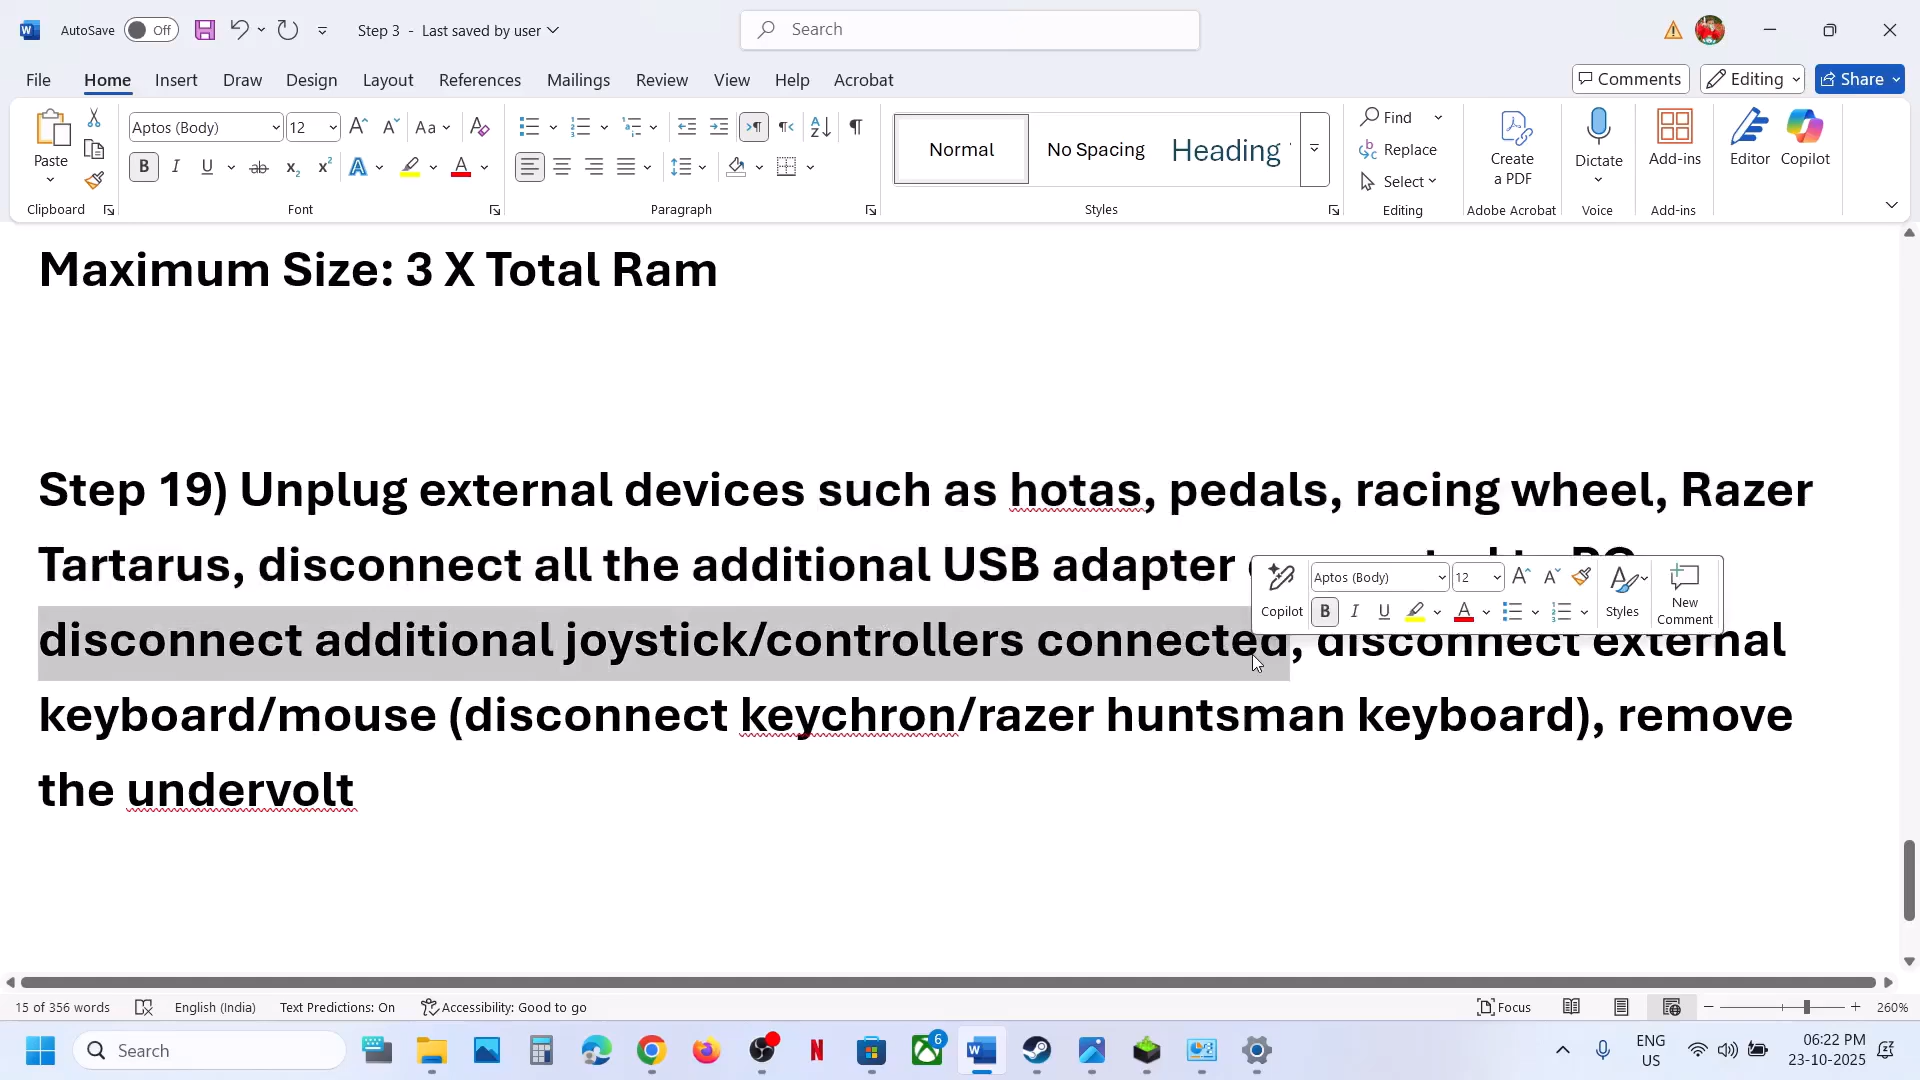 AutoSave Off Step 3 - Last saved by user Search
File Home Insert Draw Design Layout References Mailings Review View Help Acrobat Comments Editing Share
Paste
Aptos (Body) 12 Aa
B I U ab x₂ x² A A
Normal No Spacing Heading
Find
Replace
Select
Create a PDF
Dictate
Add-ins
Editor
Copilot
Clipboard Font Paragraph Styles Editing Adobe Acrobat Voice Add-ins
Maximum Size: 3 X Total Ram
Step 19) Unplug external devices such as hotas, pedals, racing wheel, Razer
Tartarus, disconnect all the additional USB adapter
disconnect additional joystick/controllers connected, disconnect external
keyboard/mouse (disconnect keychron/razer huntsman keyboard), remove
the undervolt
Copilot
Aptos (Body) 12
B I U A
Styles
New
Comment
15 of 356 words English (India) Text Predictions: On Accessibility: Good to go Focus 260%
Search
6
ENG
US
06:22 PM
23-10-2025